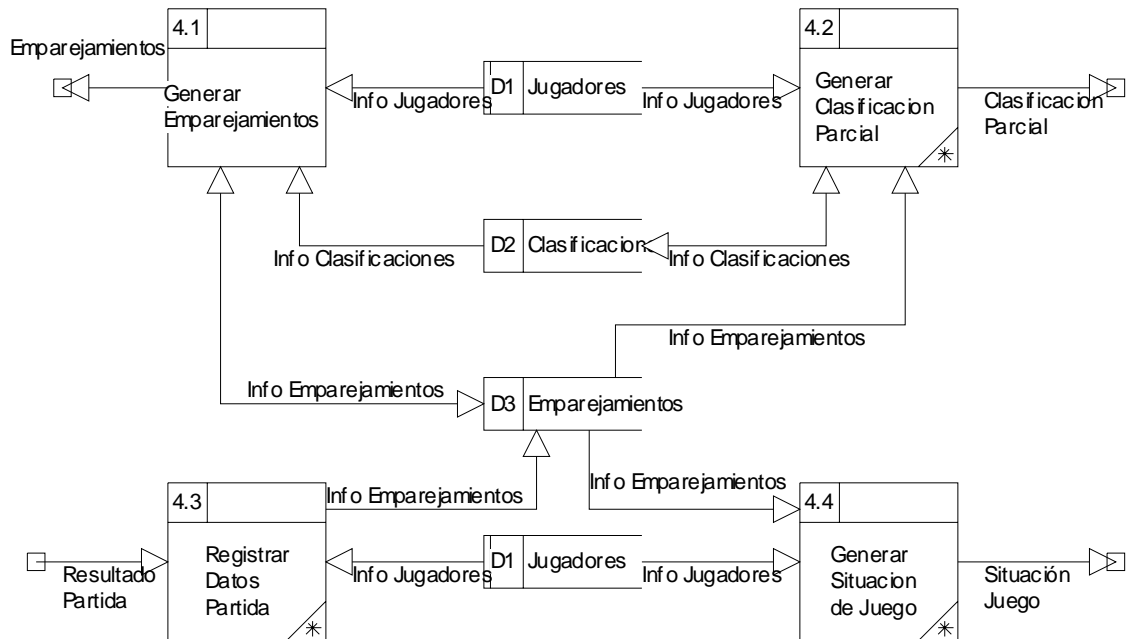 4.1
4.2
Emparejamientos
Generar
Emparejamientos
Info Jugadores
D1 Jugadores
Info Jugadores
Generar
Clasificacion
Parcial
*
Clasificacion
Parcial
D2 Clasificacion
Info Clasificaciones
Info Clasificaciones
Info Emparejamientos
Info Emparejamientos
D3 Emparejamientos
Info Emparejamientos
Info Emparejamientos
4.3
4.4
Resultado
Partida
Registrar
Datos
Partida
*
Info Jugadores
D1 Jugadores
Info Jugadores
Generar
Situacion
de Juego
*
Situación
Juego